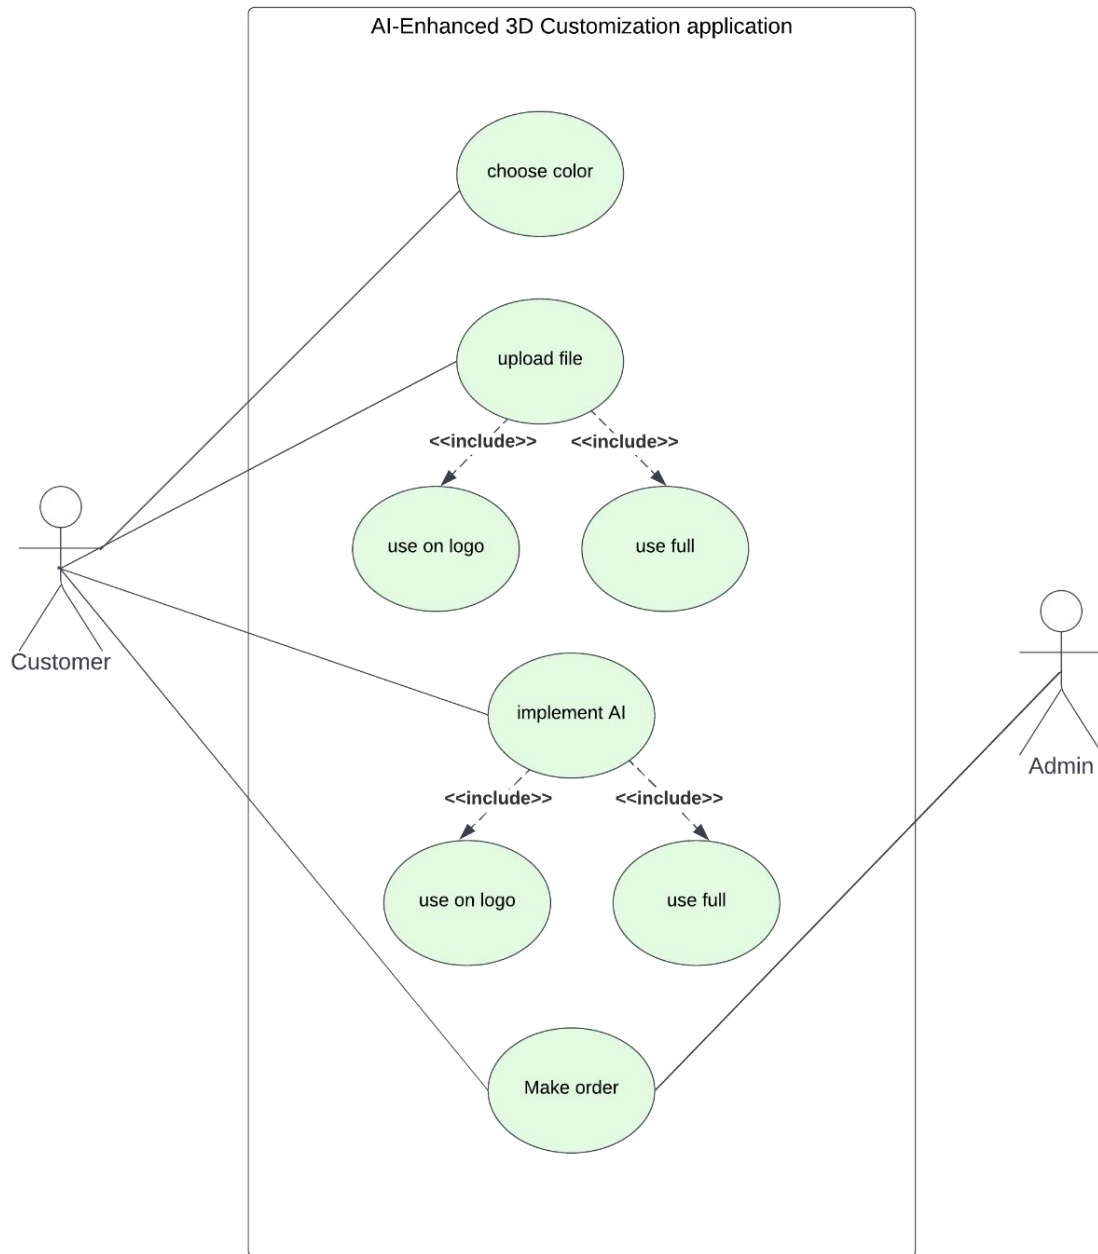 AI-Enhanced 3D Customization application
choose color
upload file
<<include>> <<include>>
use on logo
use full
Customer
implement AI
Admin
<<include>> <<include>>
use on logo
use full
Make order